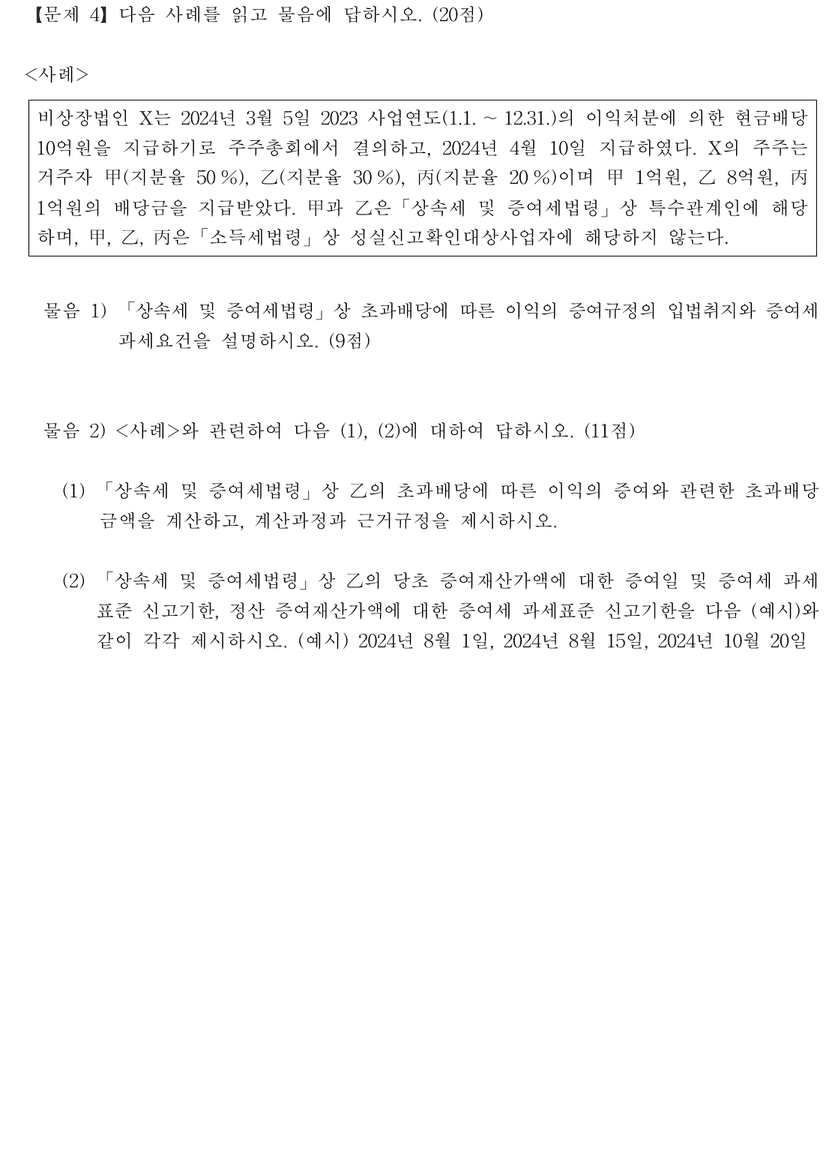 【문제 4】 다음 사례를 읽고 물음에 답하시오. (20점)
<사례>
비상장법인 X는 2024년 3월 5일 2023 사업연도(1.1. ~ 12.31.)의 이익처분에 의한 현금배당
10억원을 지급하기로 주주총회에서 결의하고, 2024년 4월 10일 지급하였다. X의 주주는
거주자 甲(지분율 50 %), 乙(지분율 30 %), 丙(지분율 20 %)이며 甲 1억원, 乙 8억원, 丙
1억원의 배당금을 지급받았다. 甲과 乙은「상속세 및 증여세법령」상 특수관계인에 해당
하며, 甲, 乙, 丙은「소득세법령」상 성실신고확인대상사업자에 해당하지 않는다.
물음 1) 「상속세 및 증여세법령」상 초과배당에 따른 이익의 증여규정의 입법취지와 증여세
과세요건을 설명하시오. (9점)
물음 2) <사례>와 관련하여 다음 (1), (2)에 대하여 답하시오. (11점)
(1) 「상속세 및 증여세법령」상 乙의 초과배당에 따른 이익의 증여와 관련한 초과배당
금액을 계산하고, 계산과정과 근거규정을 제시하시오.
(2) 「상속세 및 증여세법령」상 乙의 당초 증여재산가액에 대한 증여일 및 증여세 과세
표준 신고기한, 정산 증여재산가액에 대한 증여세 과세표준 신고기한을 다음 (예시)와
같이 각각 제시하시오. (예시) 2024년 8월 1일, 2024년 8월 15일, 2024년 10월 20일